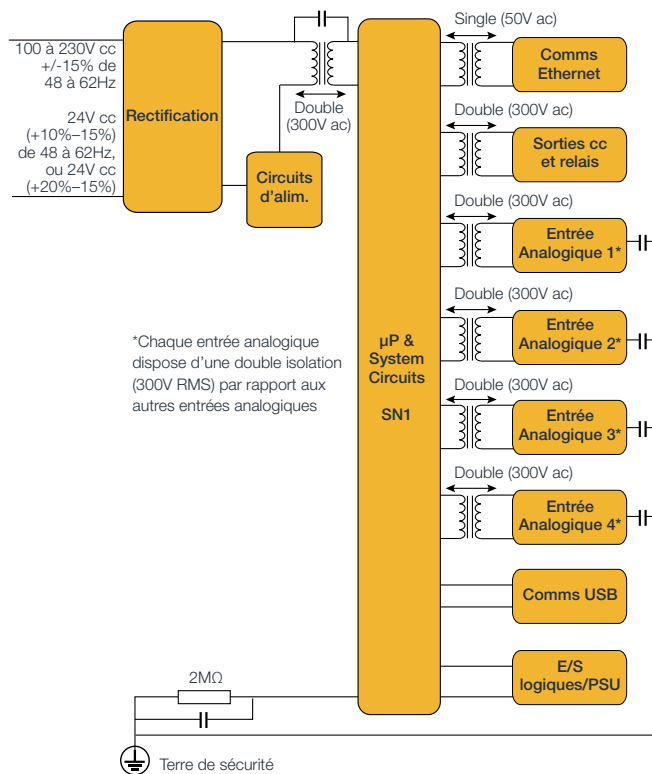 100 à 230V cc
+/-15% de
48 à 62Hz
24V cc
(+10%–15%)
de 48 à 62Hz,
ou 24V cc
(+20%–15%)
Rectification
Circuits
d'alim.
Double
(300V ac)
*Chaque entrée analogique
dispose d'une double isolation
(300V RMS) par rapport aux
autres entrées analogiques
µP &
System
Circuits
SN1
Single (50V ac)
Comms
Ethernet
Double (300V ac)
Sorties cc
et relais
Double (300V ac)
Entrée
Analogique 1*
Double (300V ac)
Entrée
Analogique 2*
Double (300V ac)
Entrée
Analogique 3*
Double (300V ac)
Entrée
Analogique 4*
Comms USB
E/S
logiques/PSU
2MΩ
Terre de sécurité